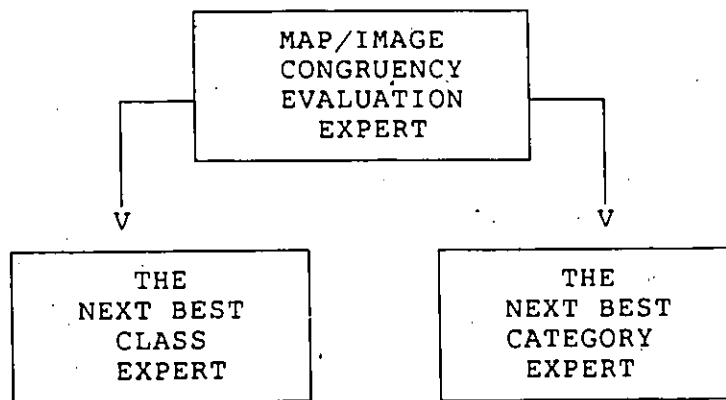 MAP/IMAGE
CONGRUENCY
EVALUATION
EXPERT
V
V
THE
NEXT BEST
CLASS
EXPERT
THE
NEXT BEST
CATEGORY
EXPERT